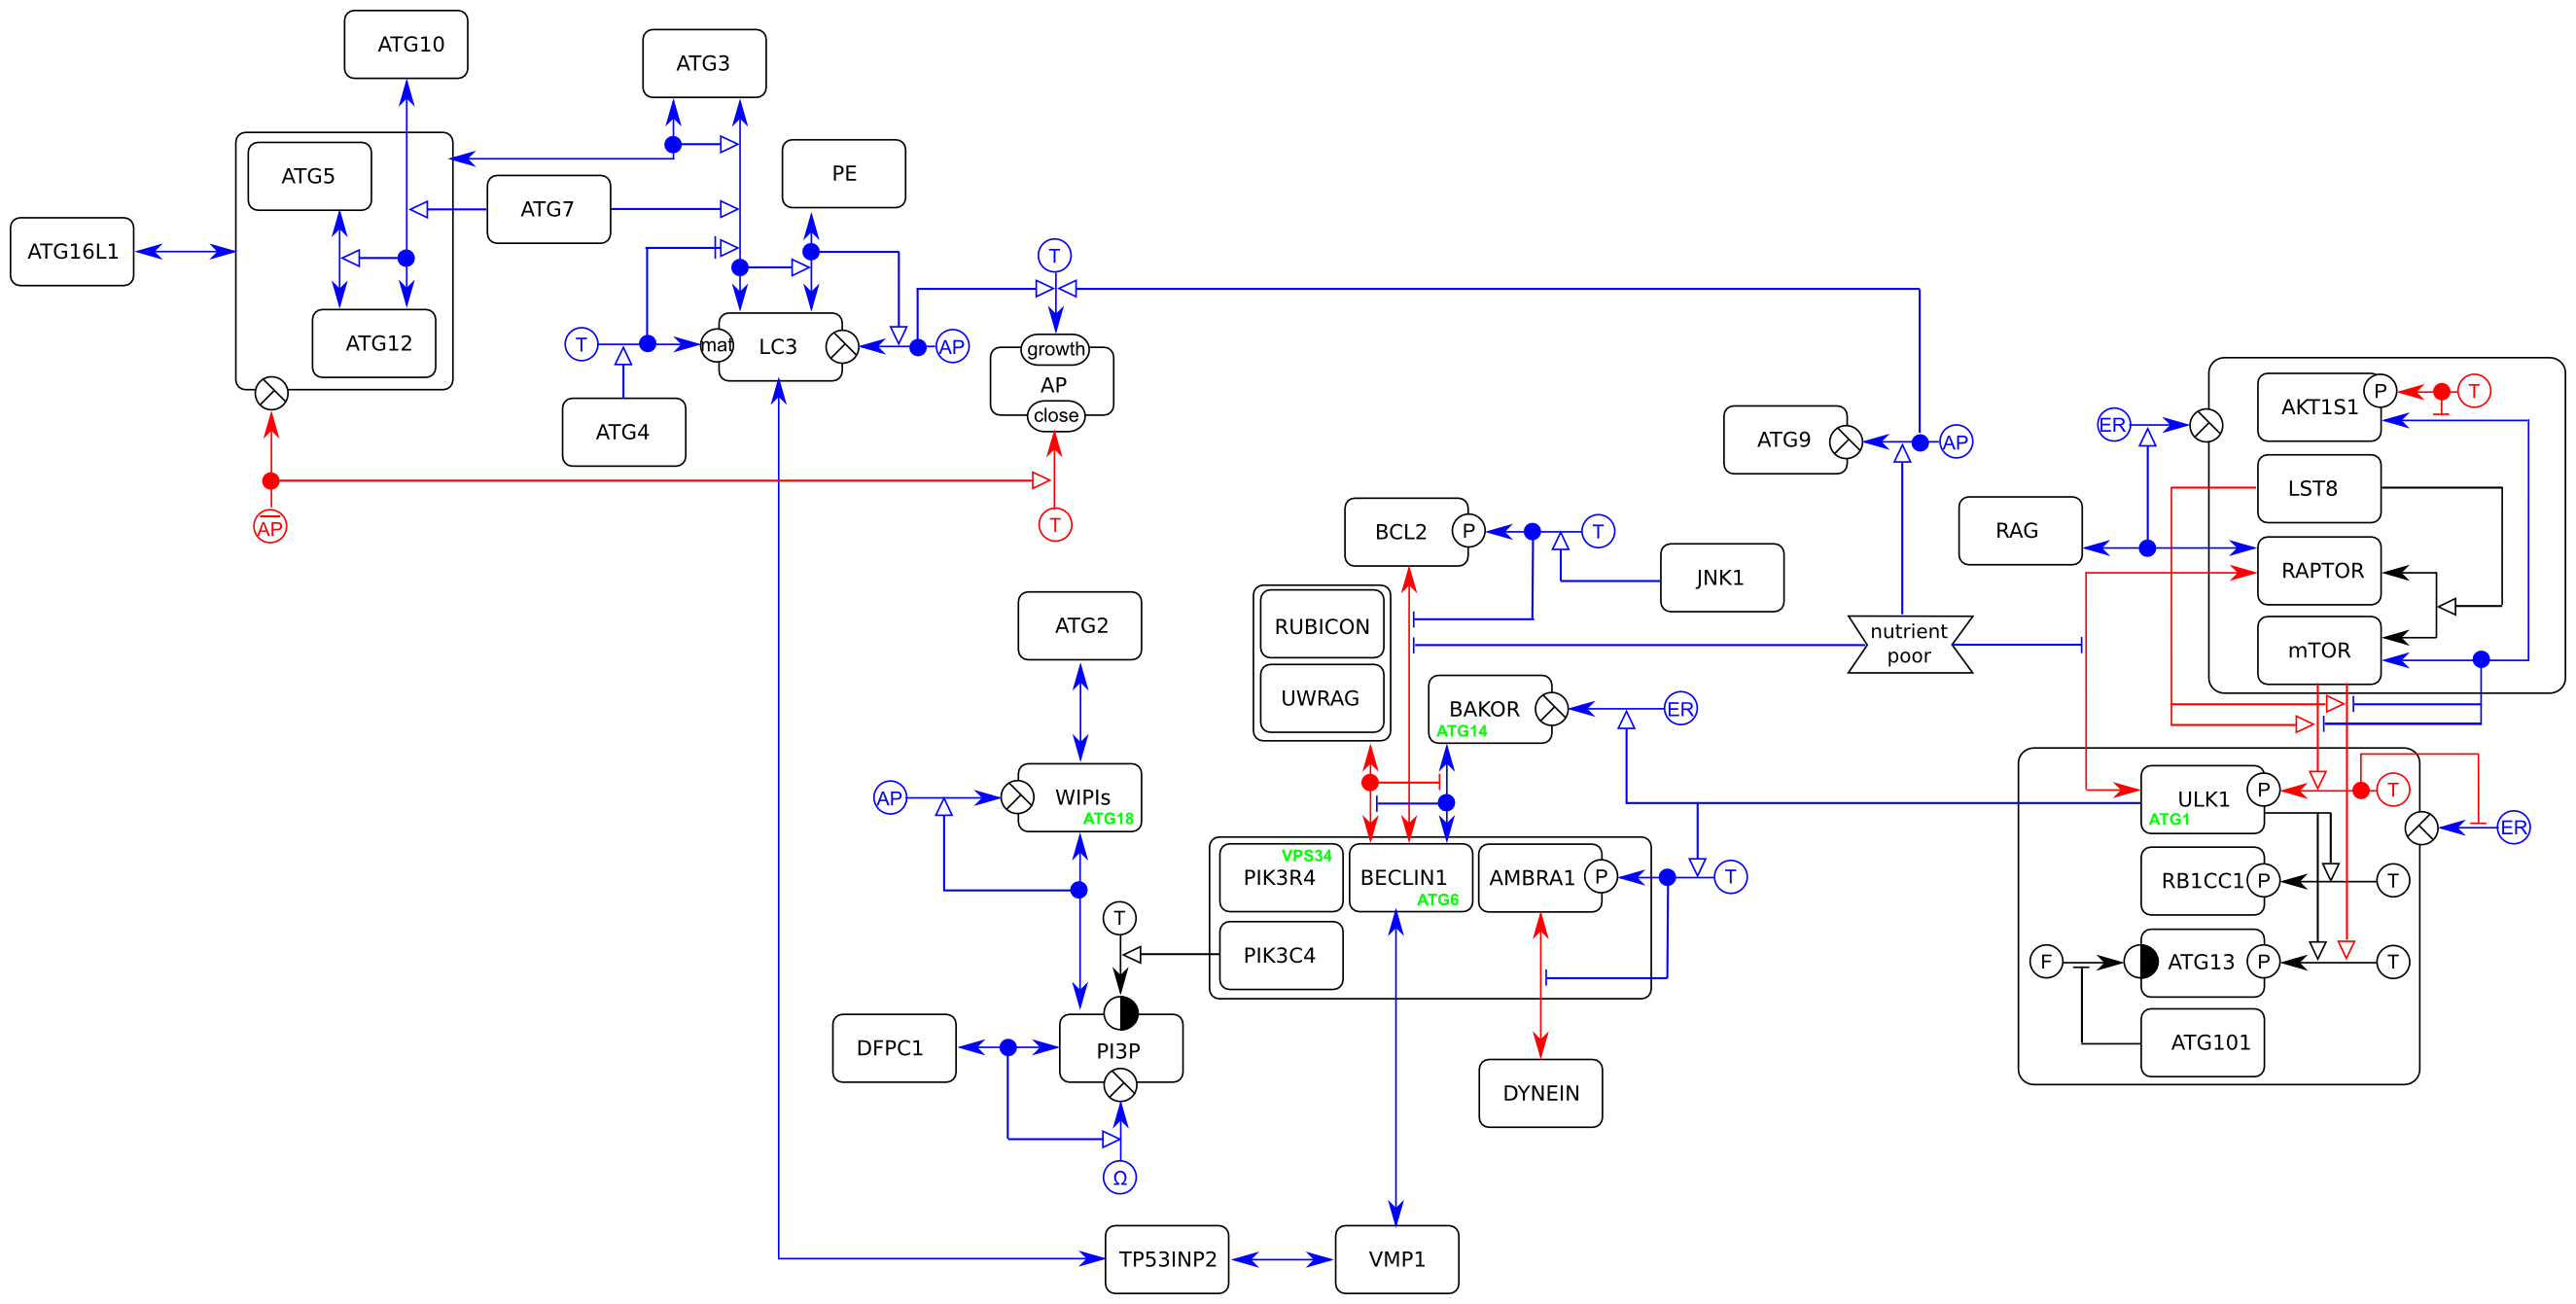 ATG10
ATG3
ATG5
PE
ATG7
ATG16L1
T
ATG12
T
mat
LC3
AP
growth
AP
close
ATG4
AP
T
AKT1S1
P
T
ER
ATG9
AP
LST8
RAG
BCL2
P
T
RAPTOR
JNK1
nutrient
poor
ATG2
RUBICON
mTOR
UWRAG
BAKOR
ATG14
ER
AP
WIPIs
ATG18
ULK1
ATG1
P
T
ER
VPS34
PIK3R4
BECLIN1
ATG6
AMBRA1
P
T
RB1CC1
P
T
T
PIK3C4
F
ATG13
P
T
DFPC1
PI3P
ATG101
DYNEIN
Ω
TP53INP2
VMP1